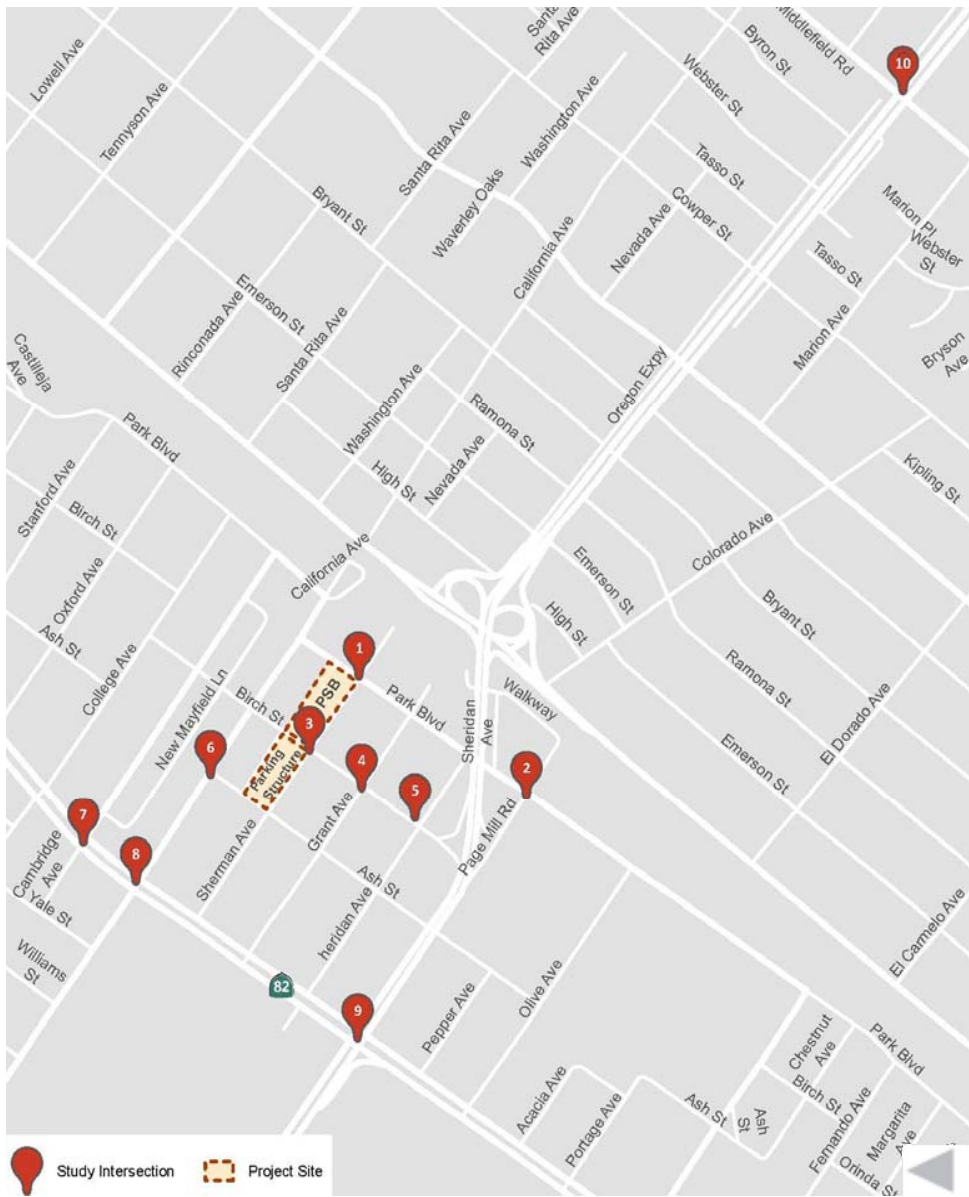 Middlefield Rd
Santa
Rita Ave
Byron St
10
Lowell Ave
Tennyson Ave
Webster St
Washington Ave
Santa Rita Ave
Tasso St
Bryant St
Waverley Oaks
Cowper St
Marion Pl
Nevada Ave
Webster
St
California Ave
Tasso St
Emerson St
Rinconada Ave
Santa Rita Ave
Marion Ave
Bryson
Ave
Castilleja
Ave
Oregon Expy
Washington Ave
Ramona St
Park Blvd
Nevada Ave
High St
Kipling St
Stanford Ave
Birch St
Colorado Ave
California Ave
Emerson St
Oxford Ave
Bryant St
High St
Ash St
1
College Ave
Ramona St
PSB
Walkway
Birch St
Park Blvd
New Mayfield Ln
3
El Dorado Ave
Sheridan
Ave
6
Parking
Structure
4
2
Emerson St
5
Grant Ave
Page Mill Rd
7
8
Cambridge
Ave
Sherman Ave
Ash St
Yale St
heridan Ave
El Carmelo Ave
Williams
St
Olive Ave
82
9
Pepper Ave
Chestnut
Ave
Park Blvd
Birch St
Acacia Ave
Ash St
Ash
St
Portage Ave
Fernando Ave
Margarita
Ave
Orinda St
Study Intersection
Project Site